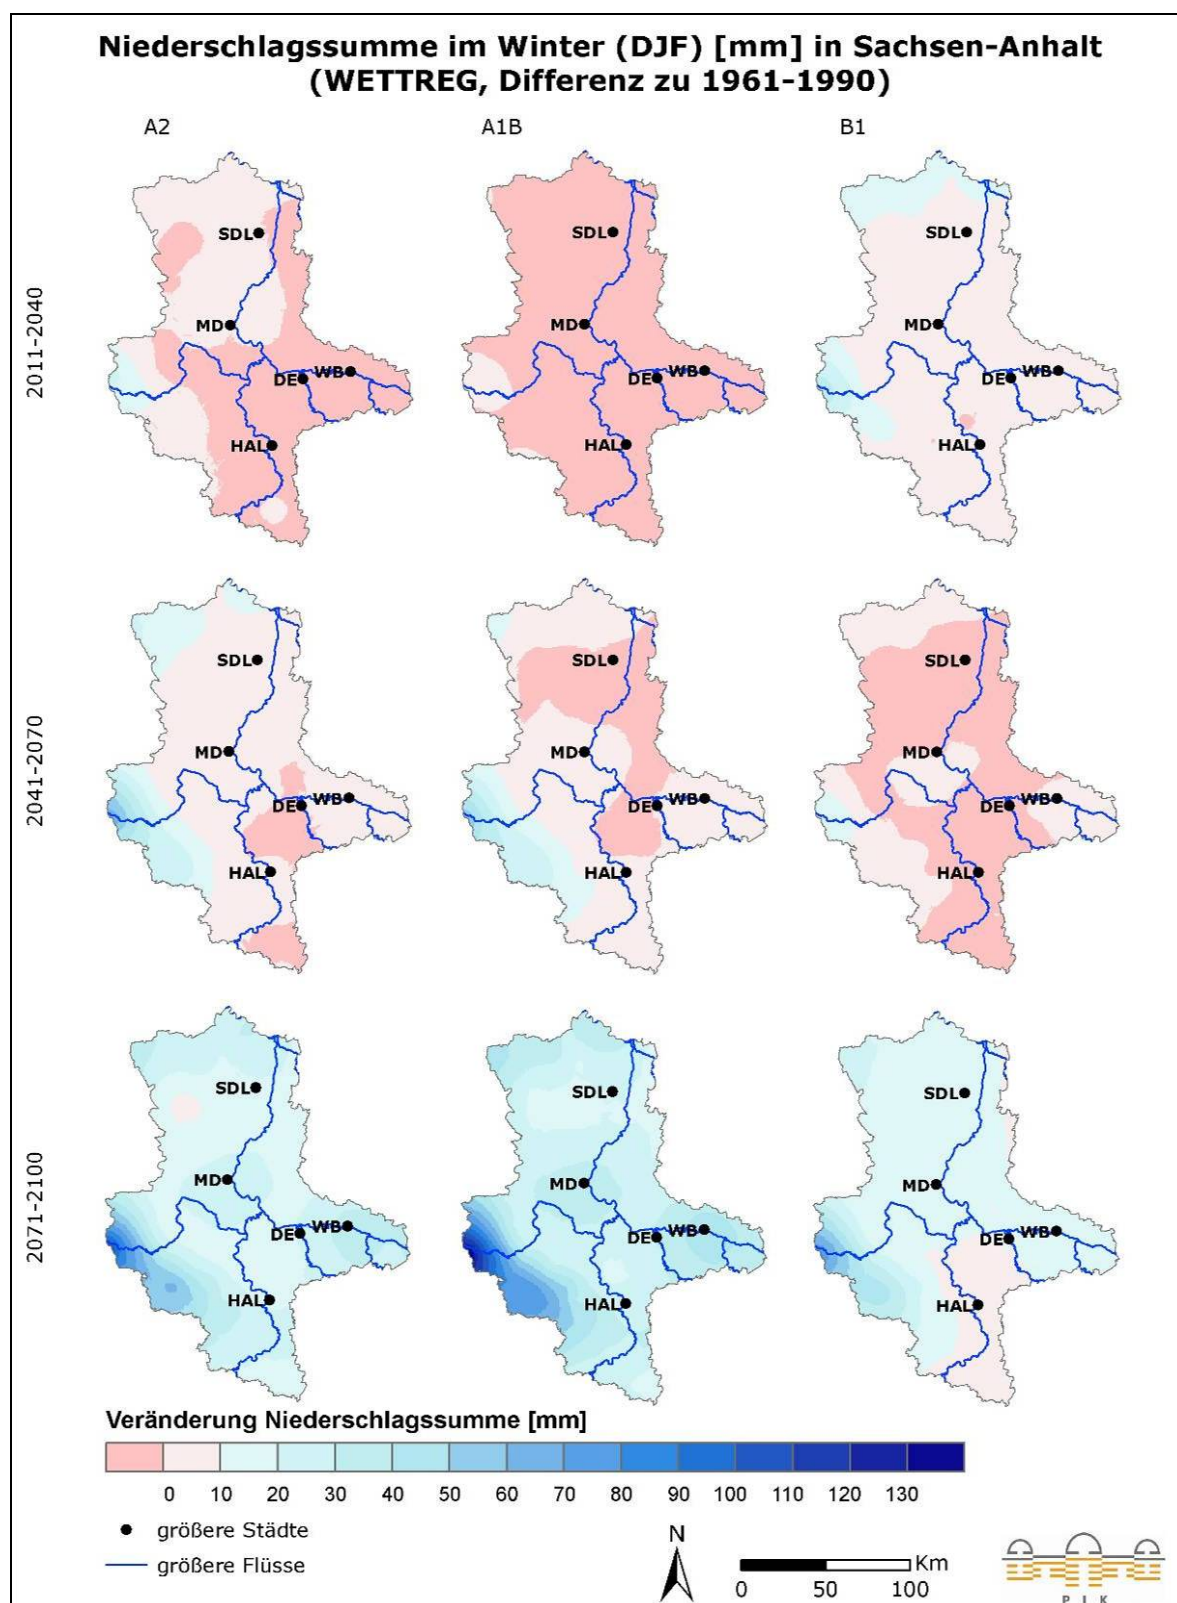 Niederschlagssumme im Winter (DJF) [mm] in Sachsen-Anhalt
(WETTREG, Differenz zu 1961-1990)
A2 A1B B1
2011-2040
SDL SDL SDL
MD MD MD
DE WB DE WB DE WB
HAL HAL HAL
2041-2070
SDL SDL SDL
MD MD MD
DE WB DE WB DE WB
HAL HAL HAL
2071-2100
SDL SDL SDL
MD MD MD
DE WB DE WB DE WB
HAL HAL HAL
Veränderung Niederschlagssumme [mm]
0 10 20 30 40 50 60 70 80 90 100 110 120 130
größere Städte
größere Flüsse
N
Km
0 50 100
P I K